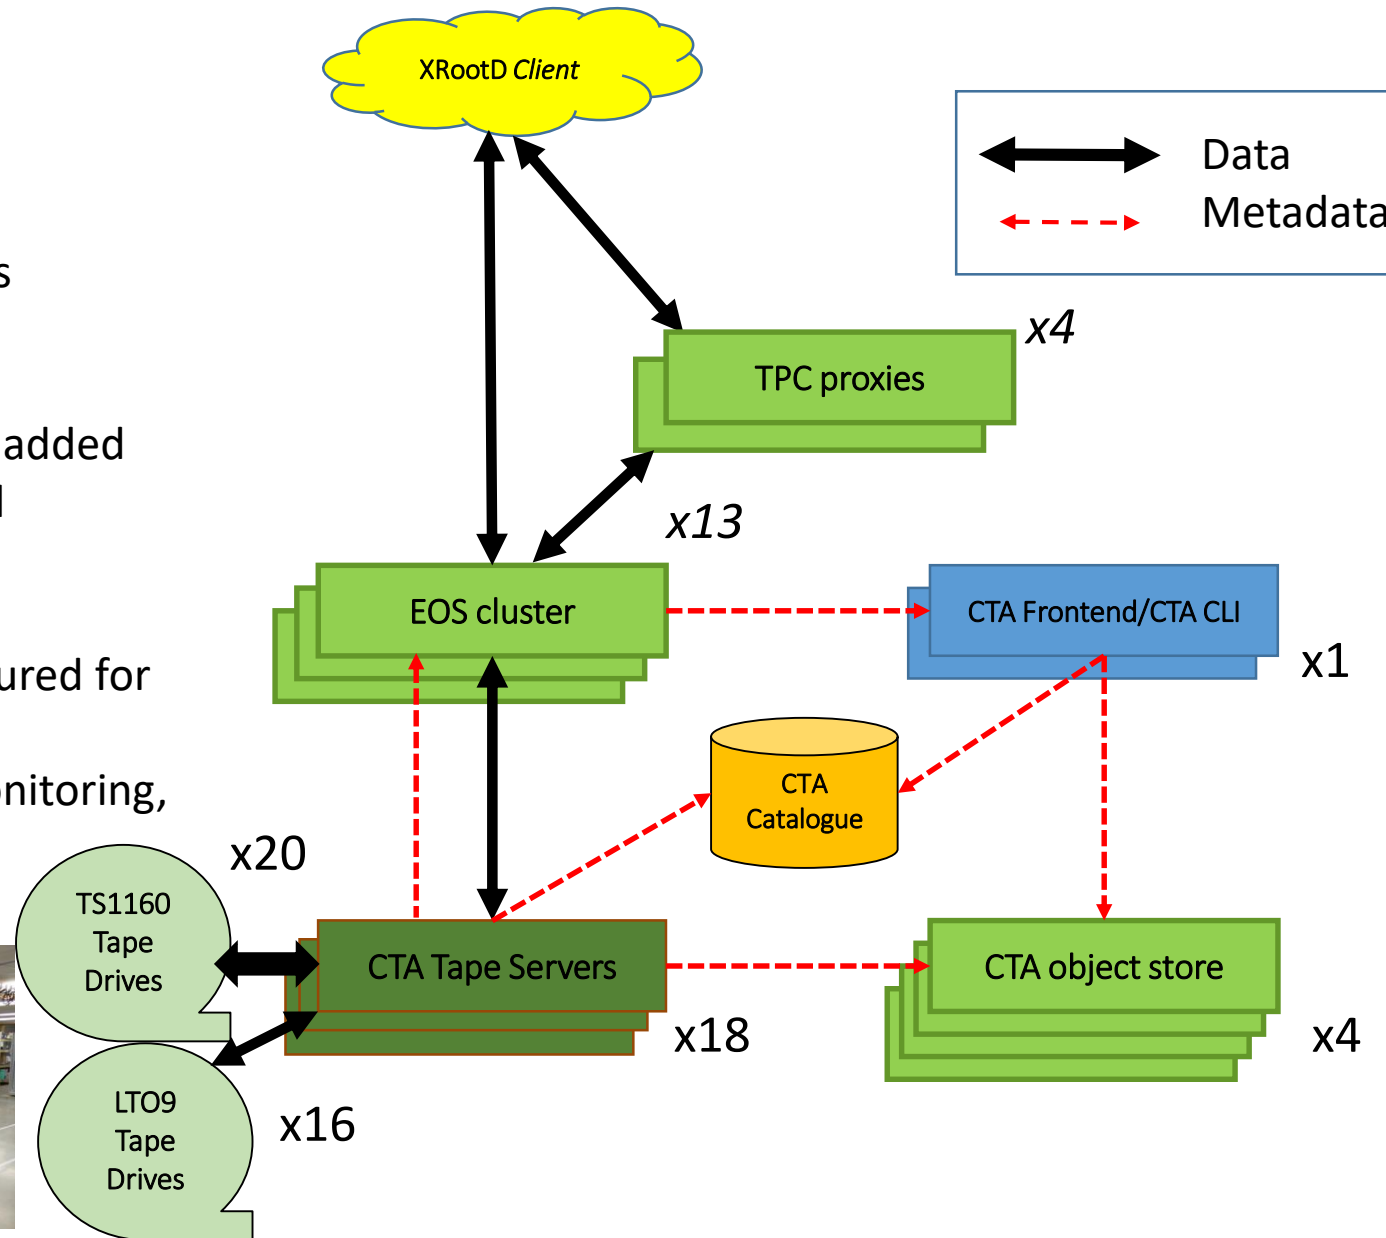 XRootD Client
Data
Metadata
s
x4
TPC proxies
added
x13
EOS cluster
CTA Frontend/CTA CLI
x1
ured for
CTA
Catalogue
onitoring,
x20
TS1160
Tape
Drives
CTA Tape Servers
x18
CTA object store
x4
LTO9
Tape
Drives
x16